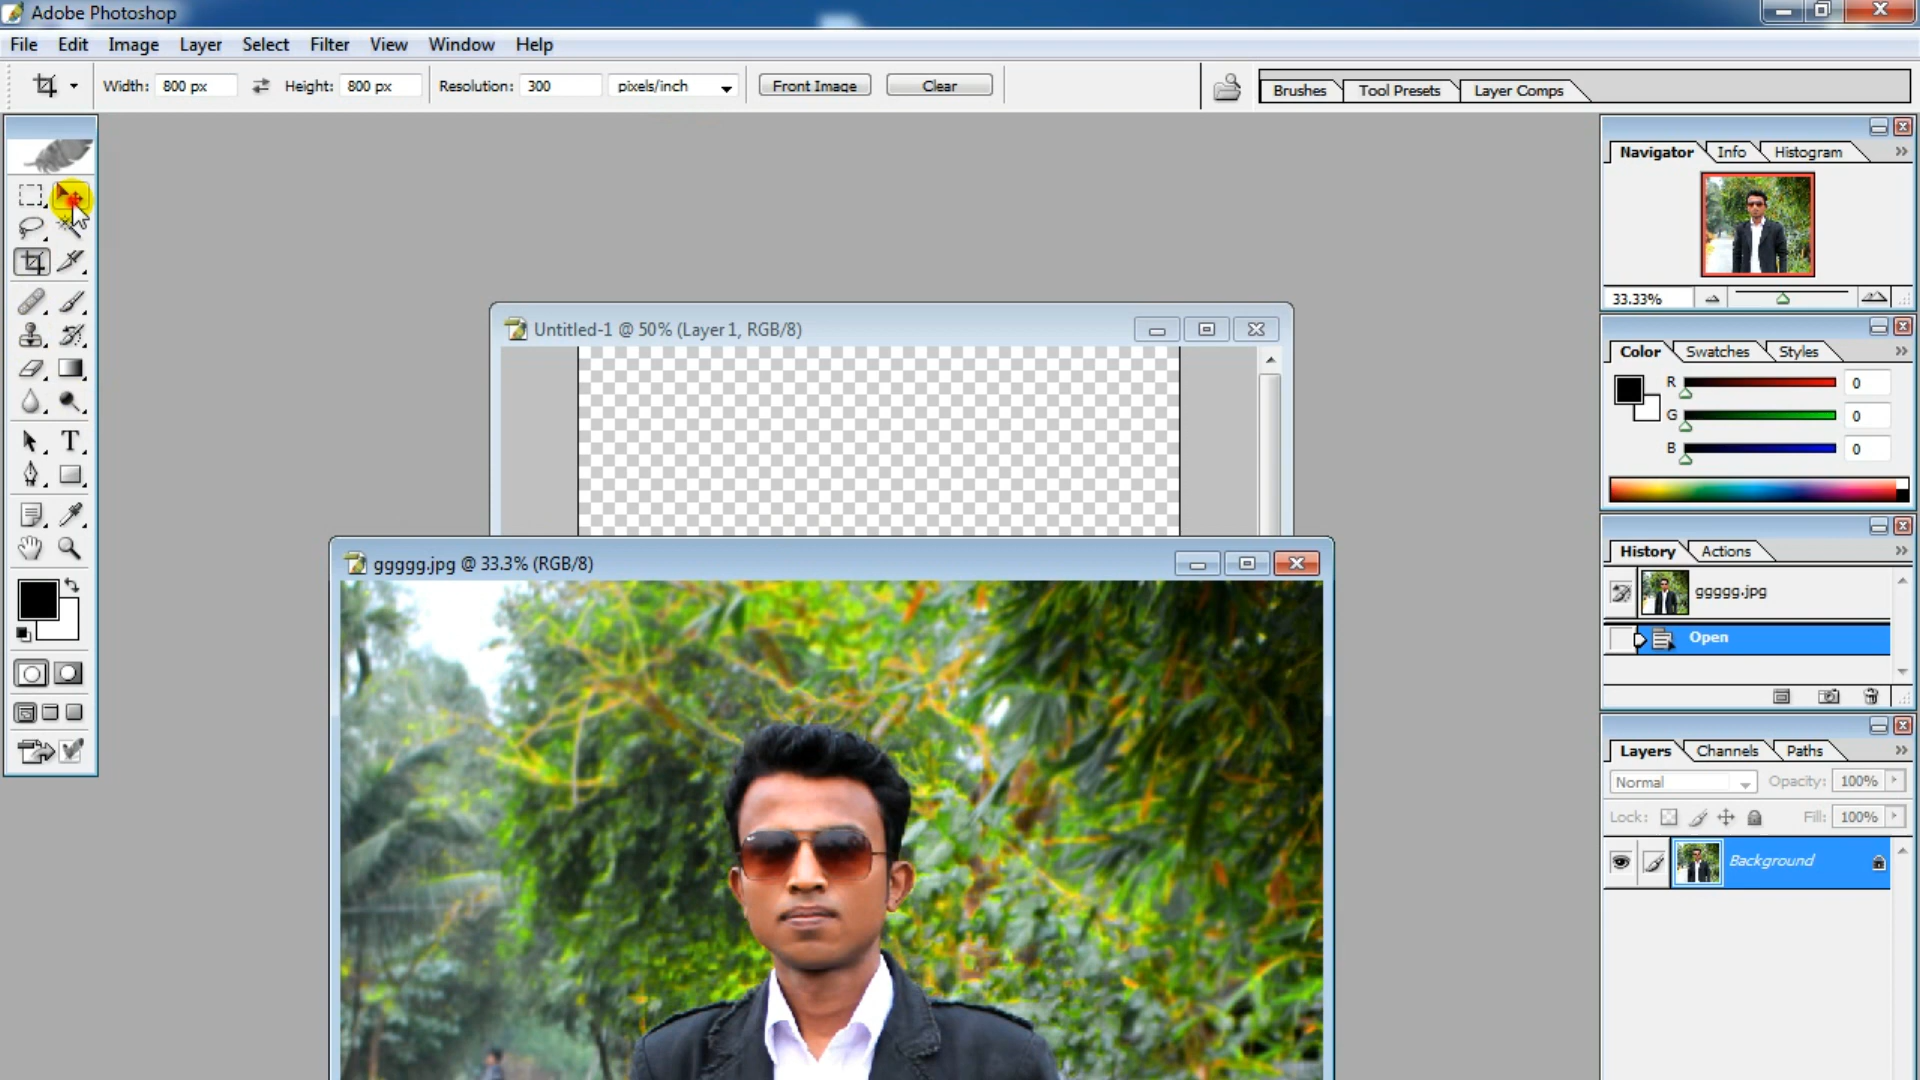 Adobe Photoshop
File Edit Image Layer Select Filter View Window Help
Width: 800 px Height: 800 px Resolution: 300 pixels/inch Front Image Clear Brushes Tool Presets Layer Comps
Navigator Info Histogram
33.33%
Untitled-1 @ 50% (Layer 1, RGB/8)
Color Swatches Styles
R 0
G 0
B 0
T
ggggg.jpg @ 33.3% (RGB/8)
History Actions
ggggg.jpg
Open
Layers Channels Paths
Normal Opacity: 100%
Lock: Fill: 100%
Background